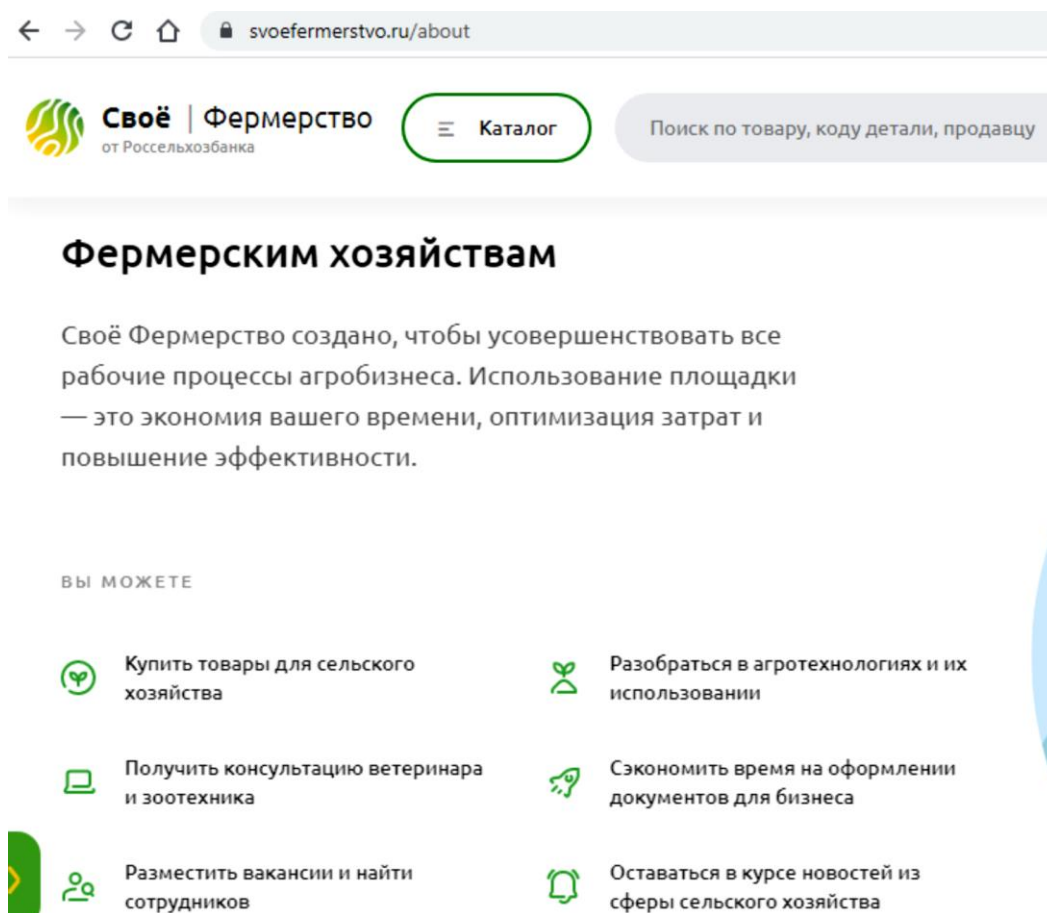 svoefermerstvo.ru/about
Своё | Фермерство
от Россельхозбанка
Каталог
Поиск по товару, коду детали, продавцу
Фермерским хозяйствам
Своё Фермерство создано, чтобы усовершенствовать все
рабочие процессы агробизнеса. Использование площадки
— это экономия вашего времени, оптимизация затрат и
повышение эффективности.
ВЫ МОЖЕТЕ
Купить товары для сельского
хозяйства
Разобраться в агротехнологиях и их
использовании
Получить консультацию ветеринара
и зоотехника
Сэкономить время на оформлении
документов для бизнеса
Разместить вакансии и найти
сотрудников
Оставаться в курсе новостей из
сферы сельского хозяйства